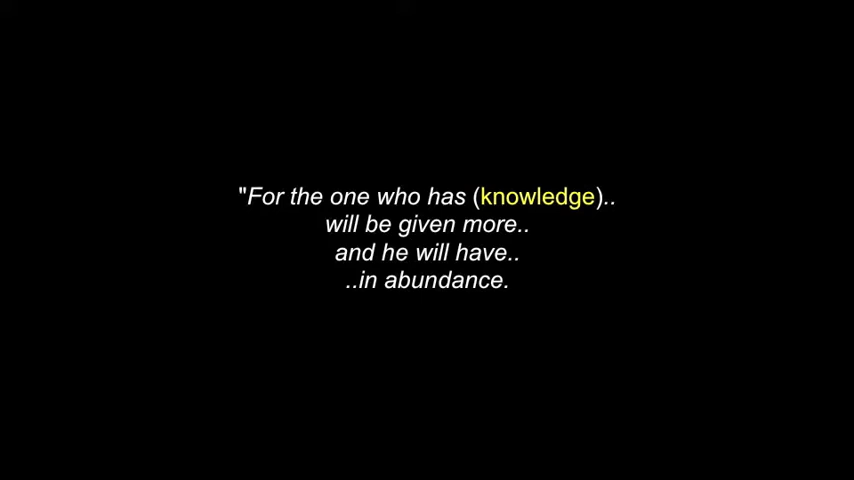 "For the one who has (knowledge)..
will be given more..
and he will have..
..in abundance.